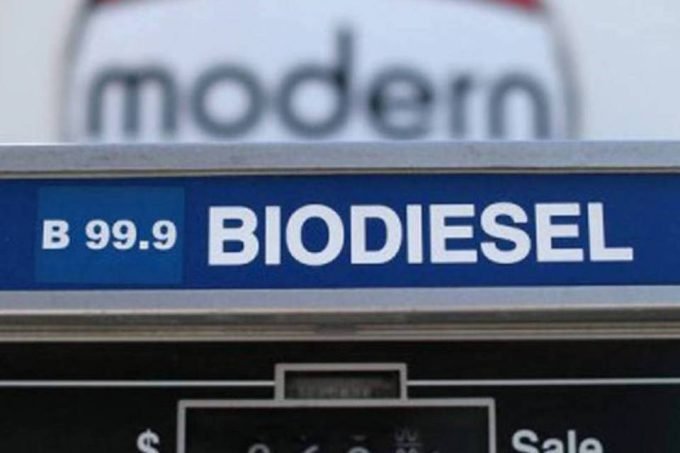 modern
B 99.9 BIODIESEL
$ Sale